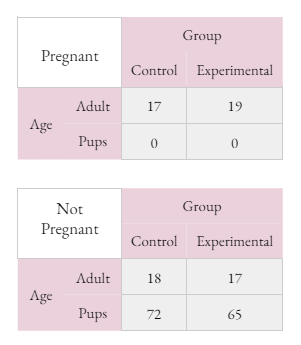 Pregnant
Group
Control Experimental
Age
Adult 17 19
Pups 0 0
Not
Pregnant
Group
Control Experimental
Age
Adult 18 17
Pups 72 65